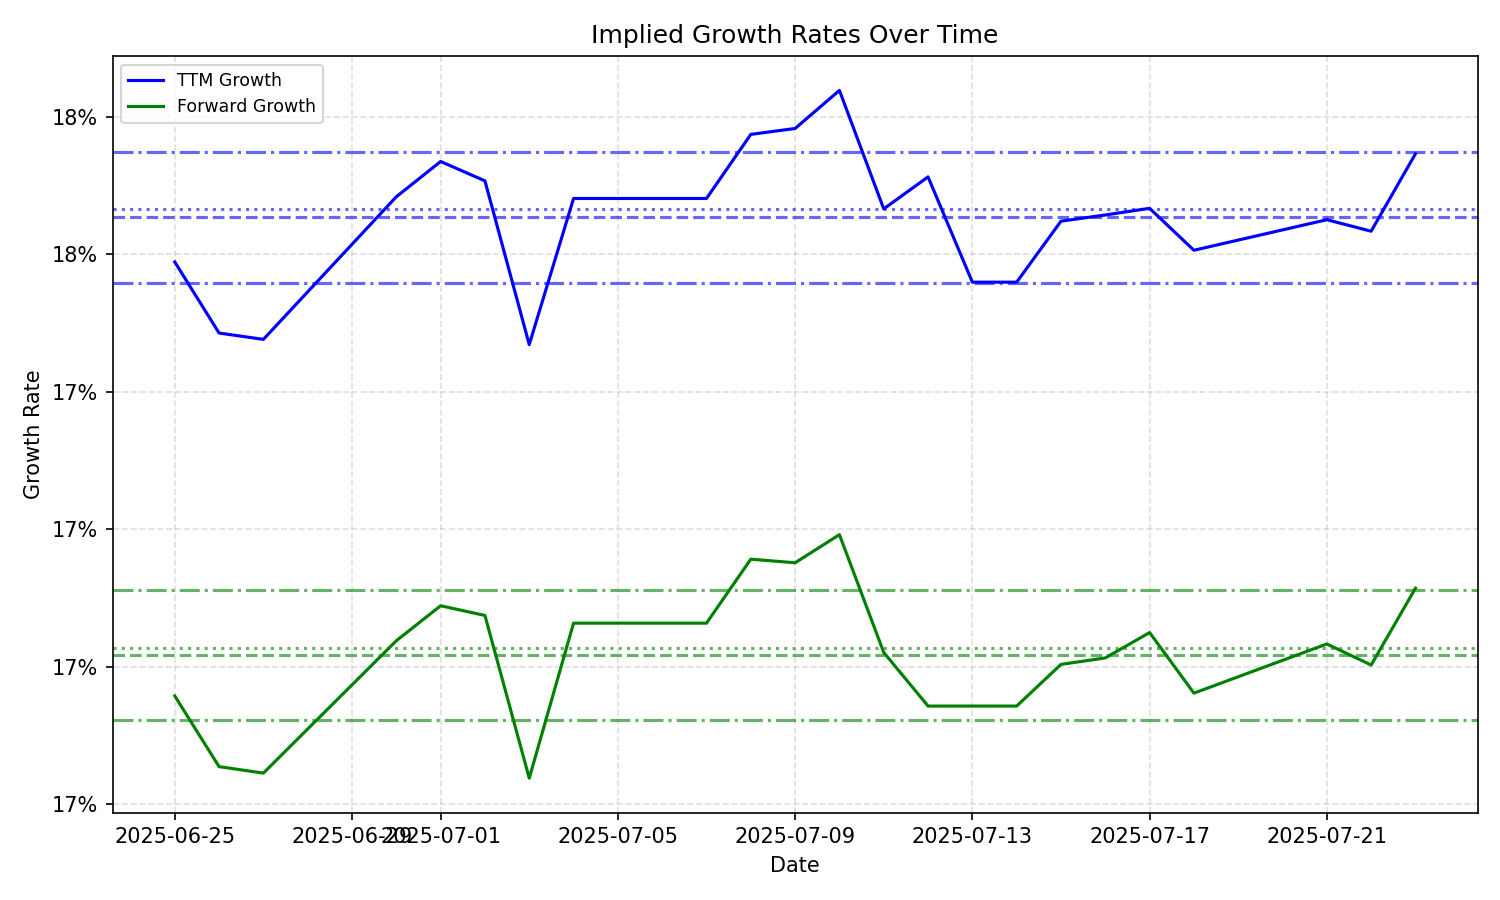 Implied Growth Rates Over Time
TTM Growth
Forward Growth
18%
18%
17%
17%
17%
17%
Growth Rate
2025-06-25
2025-06-29
2025-07-01
2025-07-05
2025-07-09
2025-07-13
2025-07-17
2025-07-21
Date